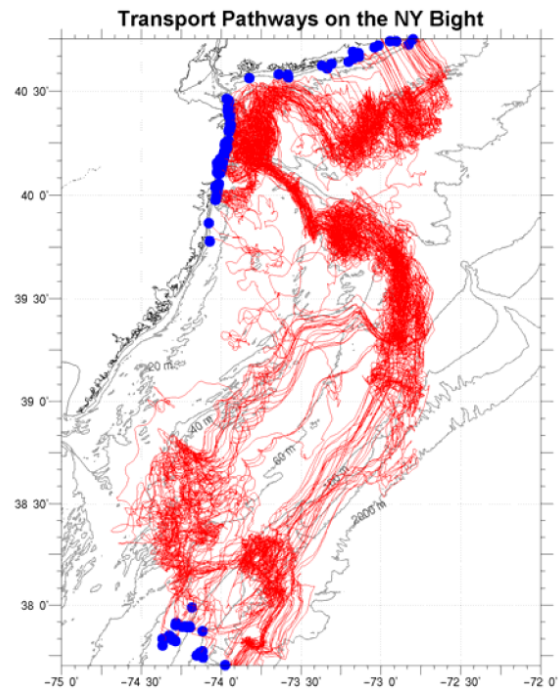 Transport Pathways on the NY Bight
40 30'
40 0'
39 30'
39 0'
38 30'
38 0'
20 m
40 m
60 m
2000 m
-75 0' -74 30' -74 0' -73 30' -73 0' -72 30' -72 0'